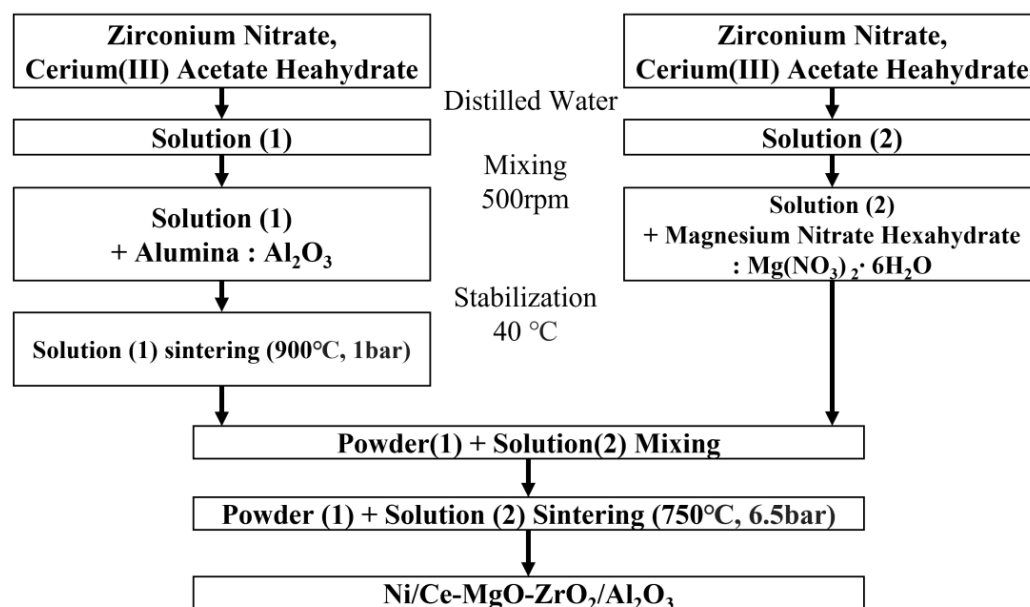 Zirconium Nitrate,
Cerium(III) Acetate Heahydrate
Solution (1)
Solution (1)
+ Alumina : Al₂O₃
Solution (1) sintering (900℃, 1bar)
Distilled Water
Mixing
500rpm
Stabilization
40 ℃
Zirconium Nitrate,
Cerium(III) Acetate Heahydrate
Solution (2)
Solution (2)
+ Magnesium Nitrate Hexahydrate
: Mg(NO₃) ₂· 6H₂O
Powder(1) + Solution(2) Mixing
Powder (1) + Solution (2) Sintering (750℃, 6.5bar)
Ni/Ce-MgO-ZrO₂/Al₂O₃